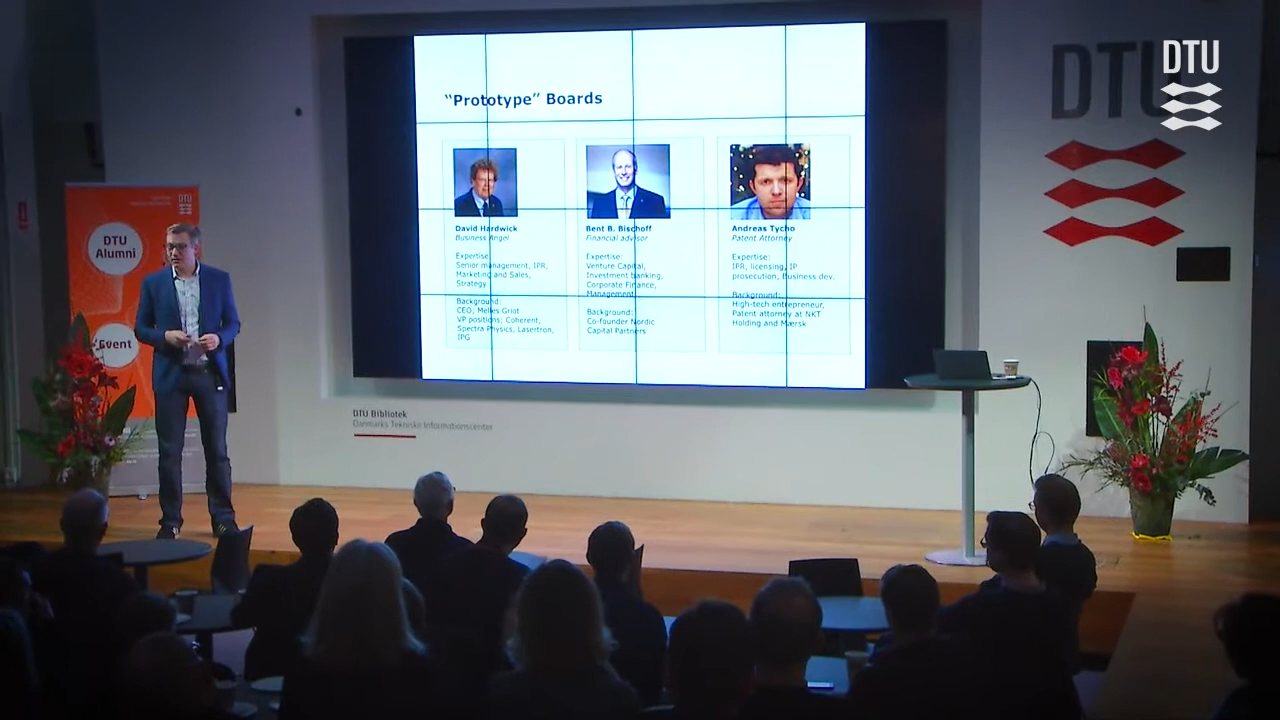 DTU
DTU
"Prototype" Boards
David Hardwick
Business Angel
Expertise:
Senior management, IPR,
Marketing and Sales,
Strategy
Background:
CEO; Melles Griot
VP positions; Coherent,
Spectra Physics, Lasertron,
IPG
Bent B. Bischoff
Financial advisor
Expertise:
Venture Capital,
Investment banking,
Corporate Finance,
Management
Background:
Co-founder Nordic
Capital Partners
Andreas Tycho
Patent Attorney
Expertise:
IPR, licensing, IP
prosecution, business dev.
Background:
High-tech entrepreneur,
Patent attorney at NKT
Holding and Mærsk
DTU
DTU
Alumni
Event
DTU Bibliotek
Danmarks Tekniske Informationscenter